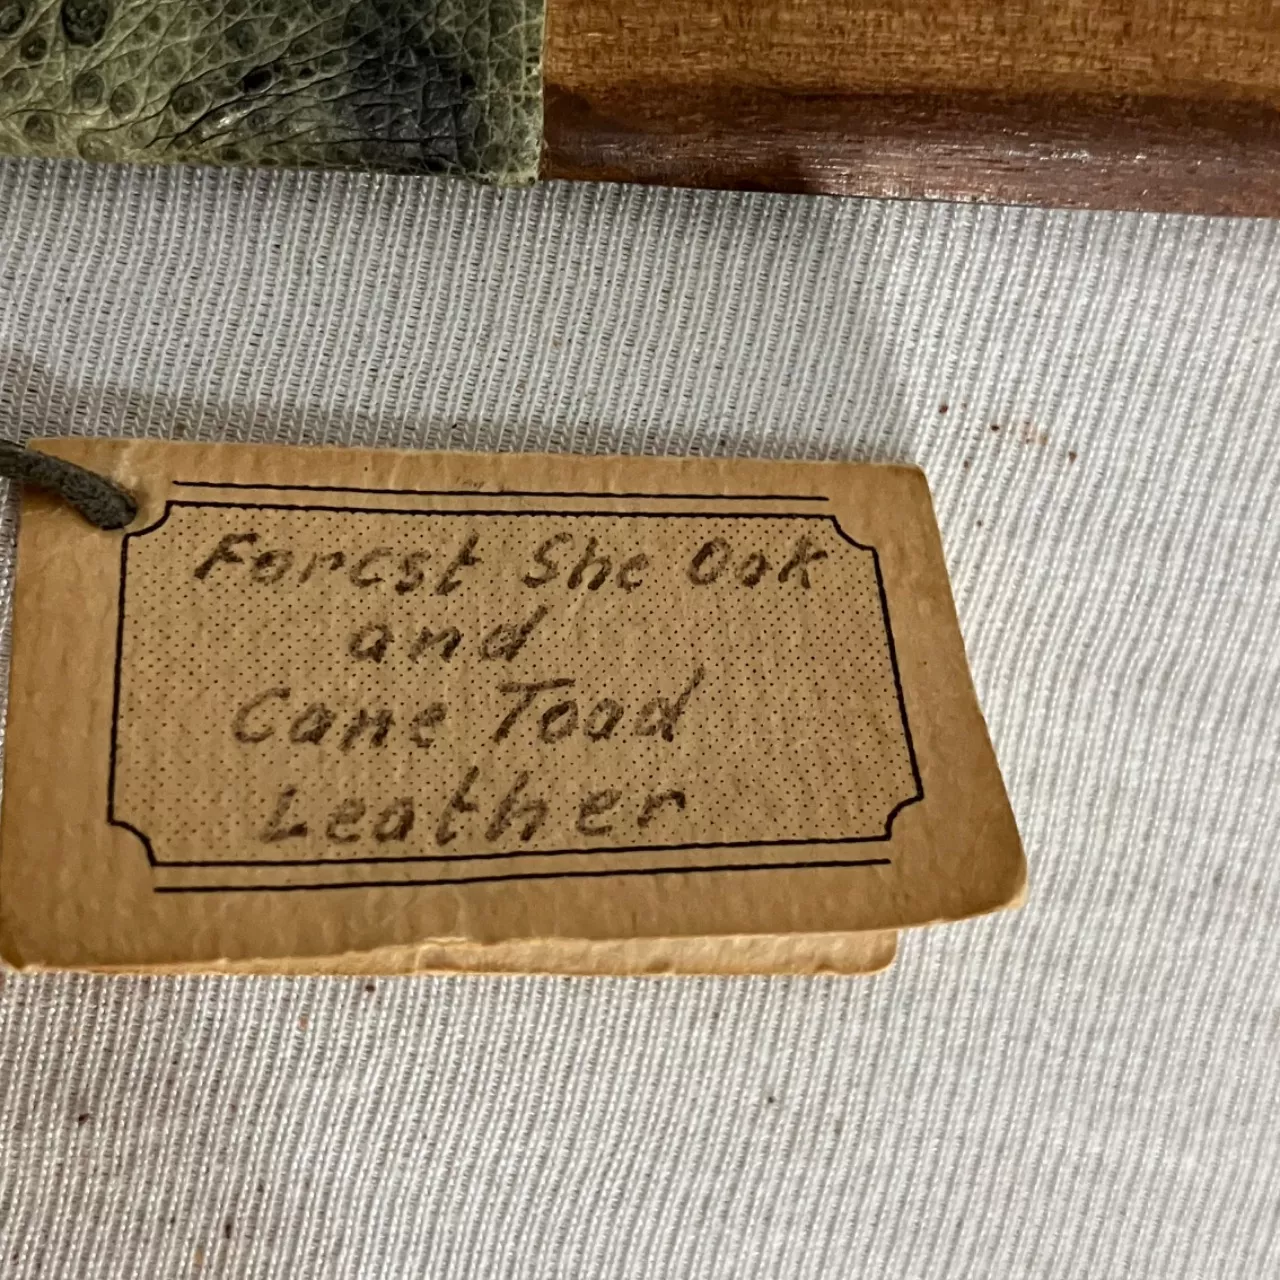 Forest She Oak
and
Cane Toad
Leather